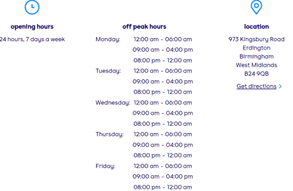 opening hours
24 hours, 7 days a week
off peak hours
Monday: 12:00 am - 06:00 am
09:00 am - 04:00 pm
08:00 pm - 12:00 am
Tuesday: 12:00 am - 06:00 am
09:00 am - 04:00 pm
08:00 pm - 12:00 am
Wednesday: 12:00 am - 06:00 am
09:00 am - 04:00 pm
08:00 pm - 12:00 am
Thursday: 12:00 am - 06:00 am
09:00 am - 04:00 pm
08:00 pm - 12:00 am
Friday: 12:00 am - 06:00 am
09:00 am - 04:00 pm
08:00 pm - 12:00 am
location
973 Kingsbury Road
Erdington
Birmingham
West Midlands
B24 9QB
Get directions